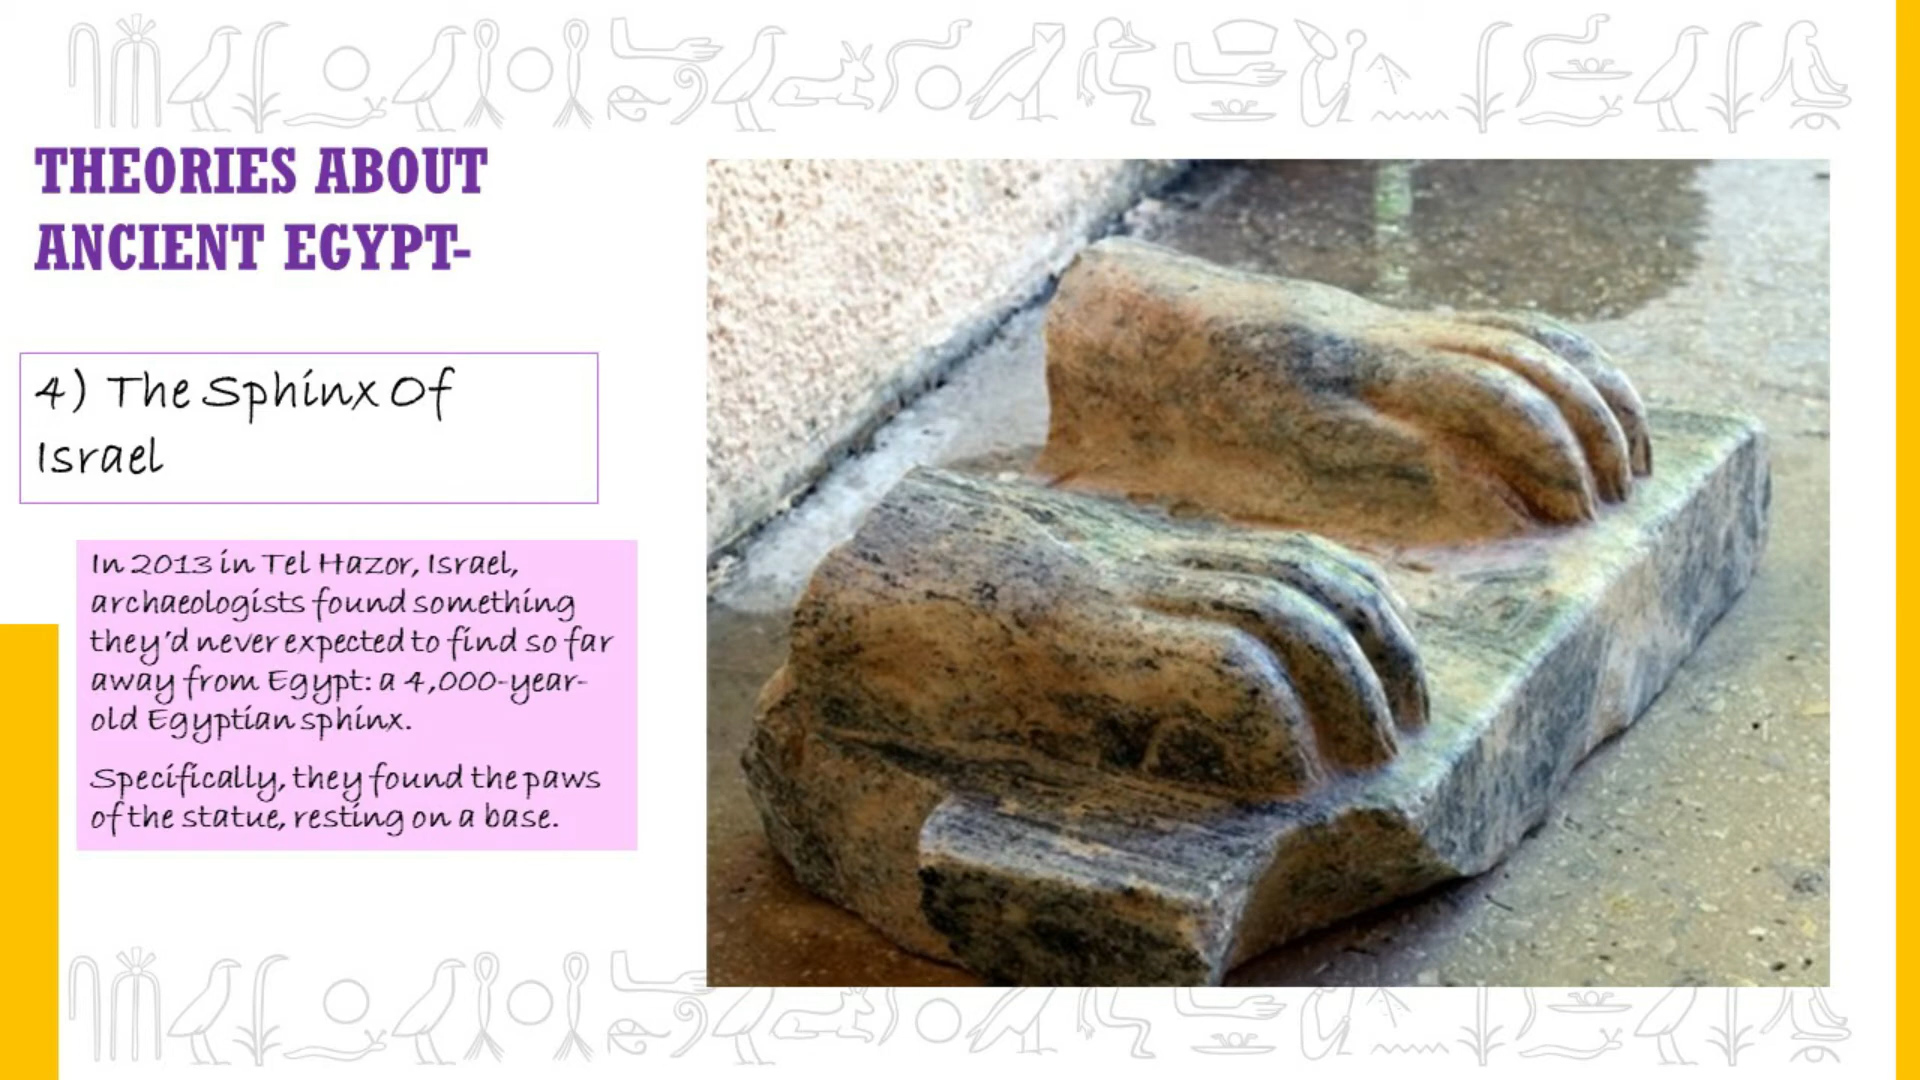 THEORIES ABOUT
ANCIENT EGYPT-
4) The Sphinx Of
Israel
In 2013 in Tel Hazor, Israel,
archaeologists found something
they'd never expected to find so far
away from Egypt: a 4,000-year-
old Egyptian sphinx.
Specifically, they found the paws
of the statue, resting on a base.